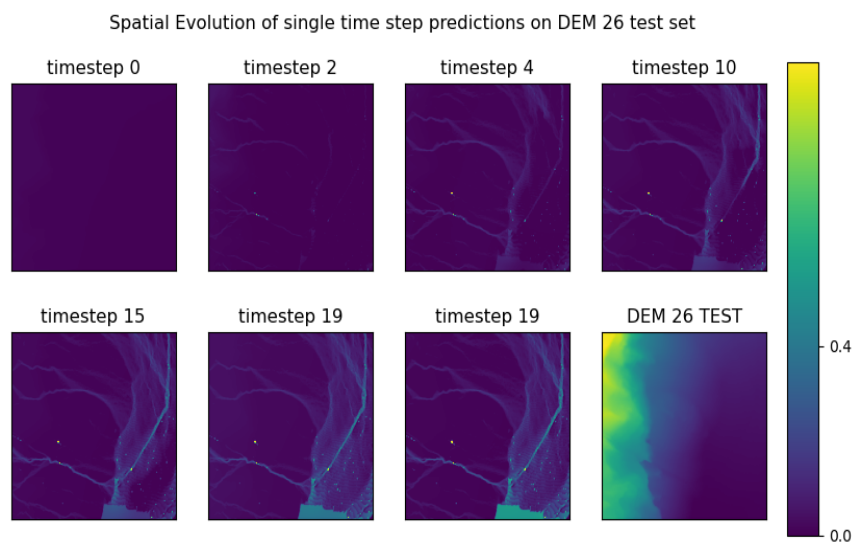 Spatial Evolution of single time step predictions on DEM 26 test set
timestep 0
timestep 2
timestep 4
timestep 10
timestep 15
timestep 19
timestep 19
DEM 26 TEST
0.4
0.0